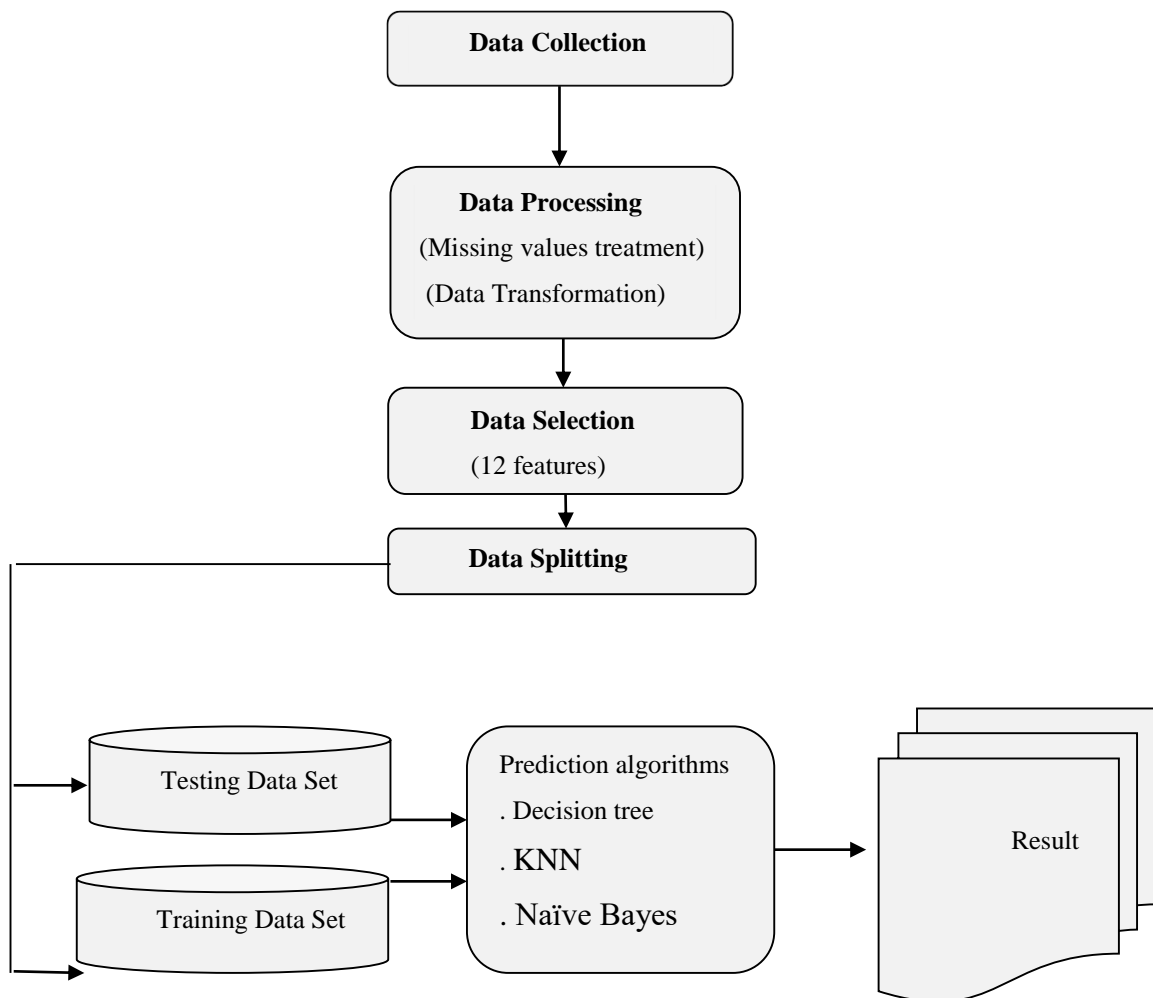 Data Collection
Data Processing
(Missing values treatment)
(Data Transformation)
Data Selection
(12 features)
Data Splitting
Testing Data Set
Training Data Set
Prediction algorithms
. Decision tree
. KNN
. Naïve Bayes
Result